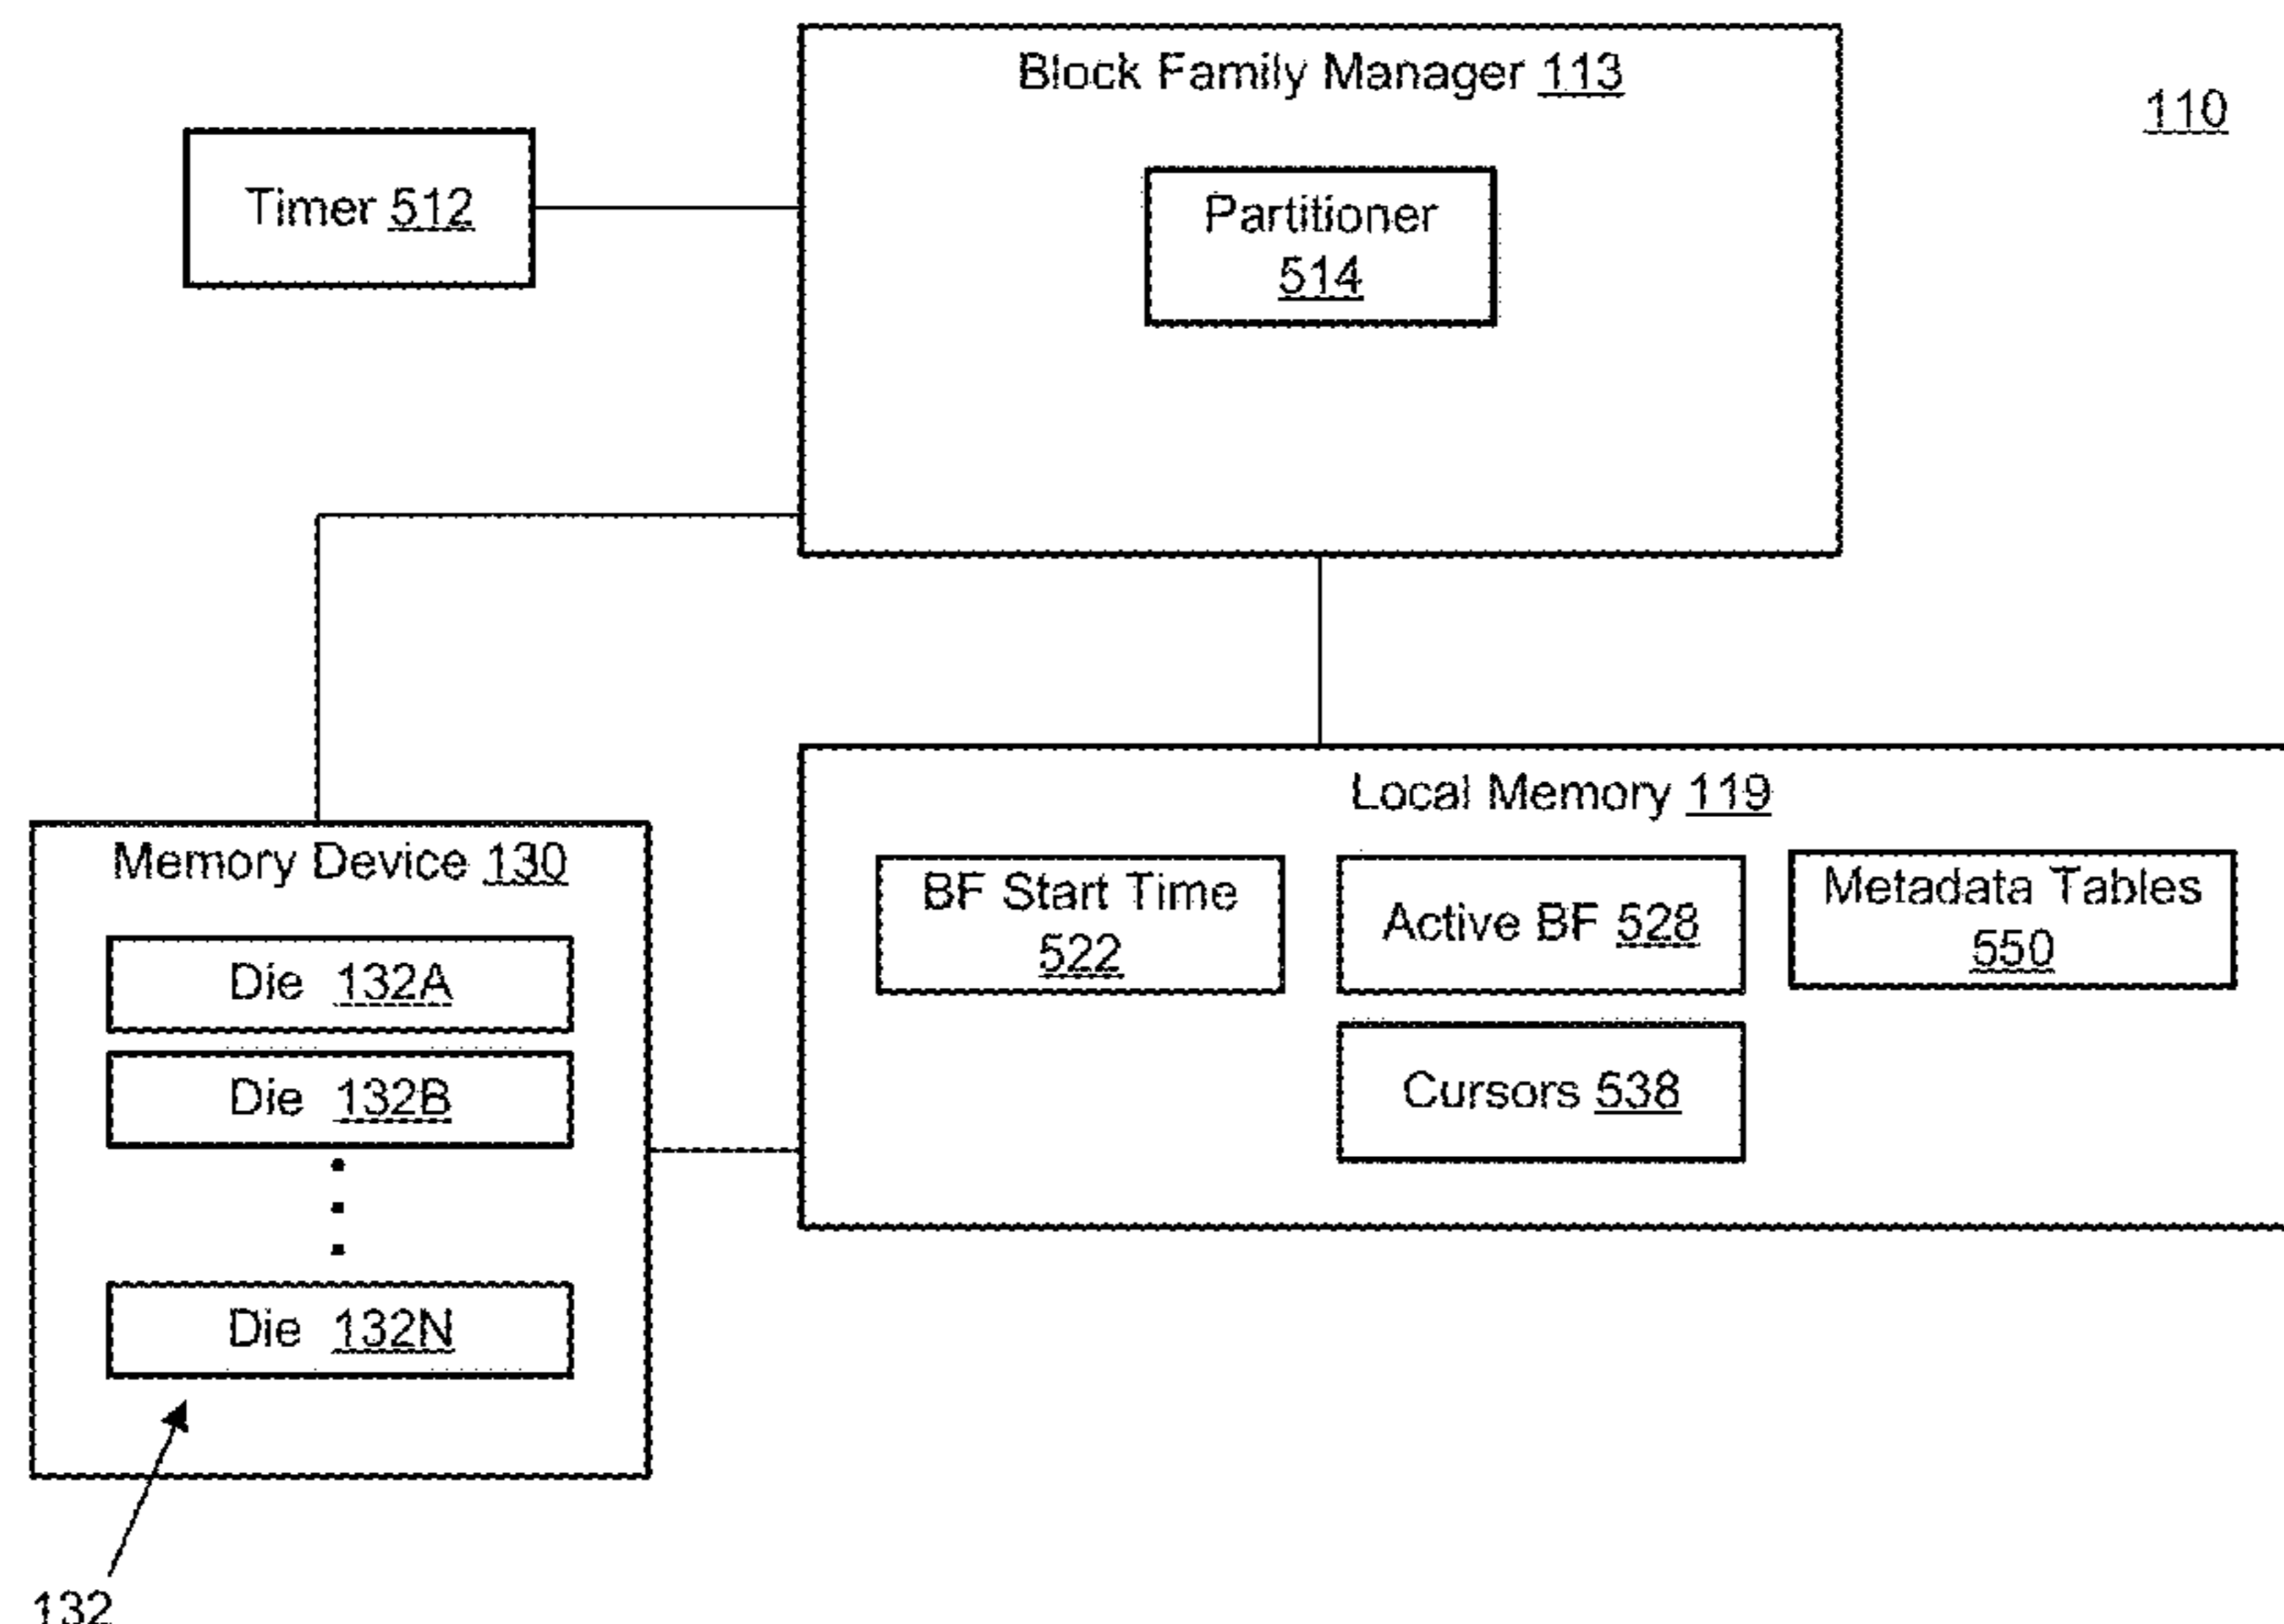 Block Family Manager 113
110
Timer 512
Partitioner
514
Local Memory 119
Memory Device 130
BF Start Time
522
Active BF 528
Metadata Tables
550
Die 132A
Die 132B
Cursors 538
Die 132N
132